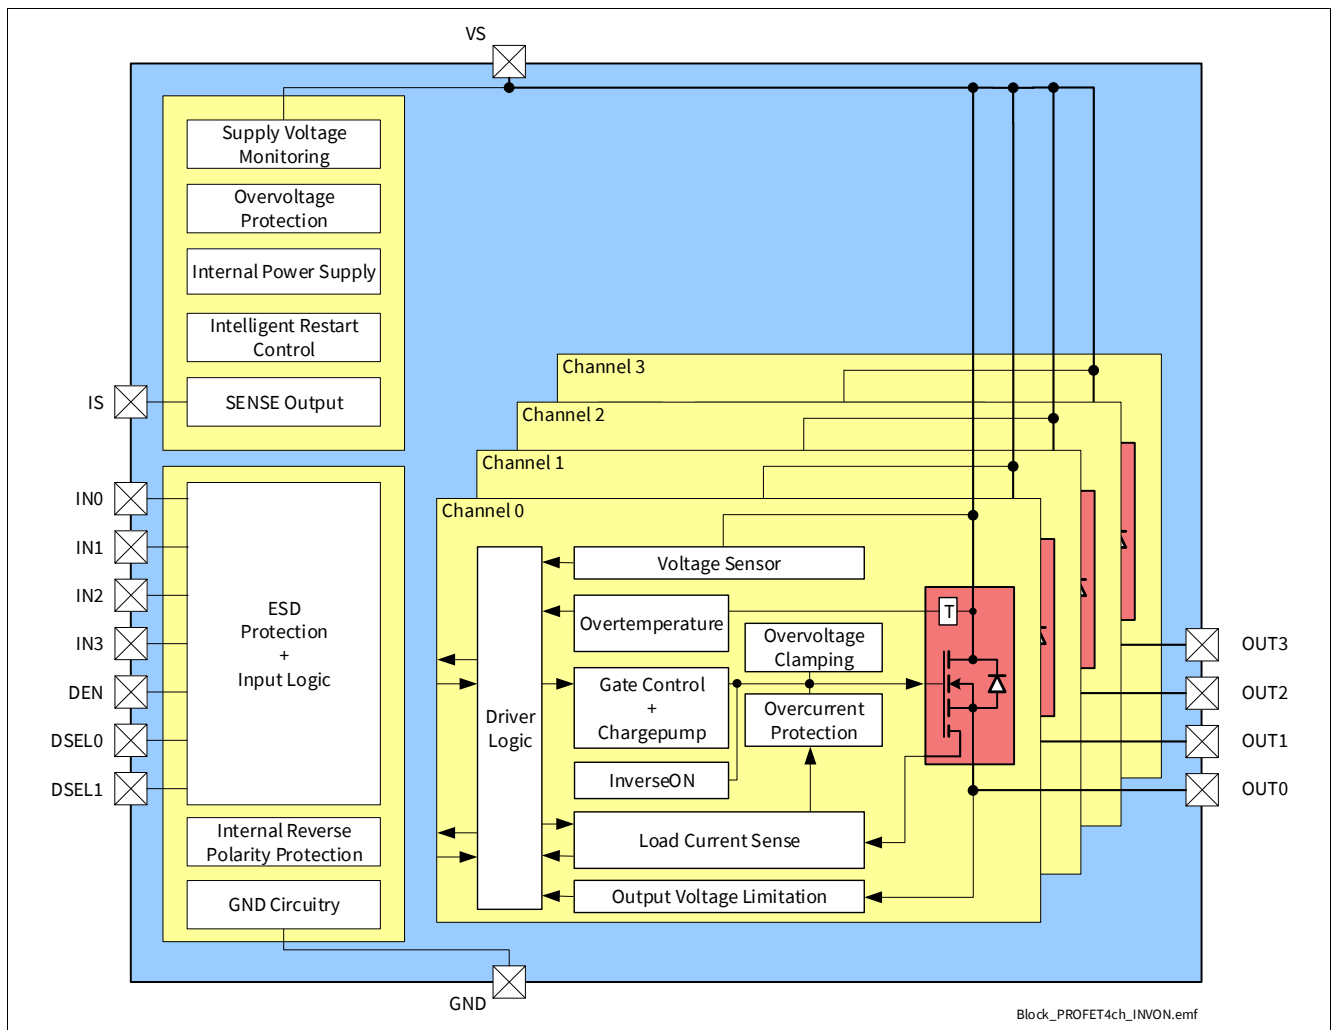 VS
Supply Voltage
Monitoring
Overvoltage
Protection
Internal Power Supply
Intelligent Restart
Control
SENSE Output
IS
IN0
IN1
IN2
IN3
DEN
DSEL0
DSEL1
ESD
Protection
+
Input Logic
Internal Reverse
Polarity Protection
GND Circuitry
GND
Channel 3
Channel 2
Channel 1
Channel 0
Driver
Logic
Voltage Sensor
Overtemperature
T
Overvoltage
Clamping
Gate Control
+
Chargepump
Overcurrent
Protection
InverseON
Load Current Sense
Output Voltage Limitation
OUT3
OUT2
OUT1
OUT0
Block_PROFET4ch_INVON.emf